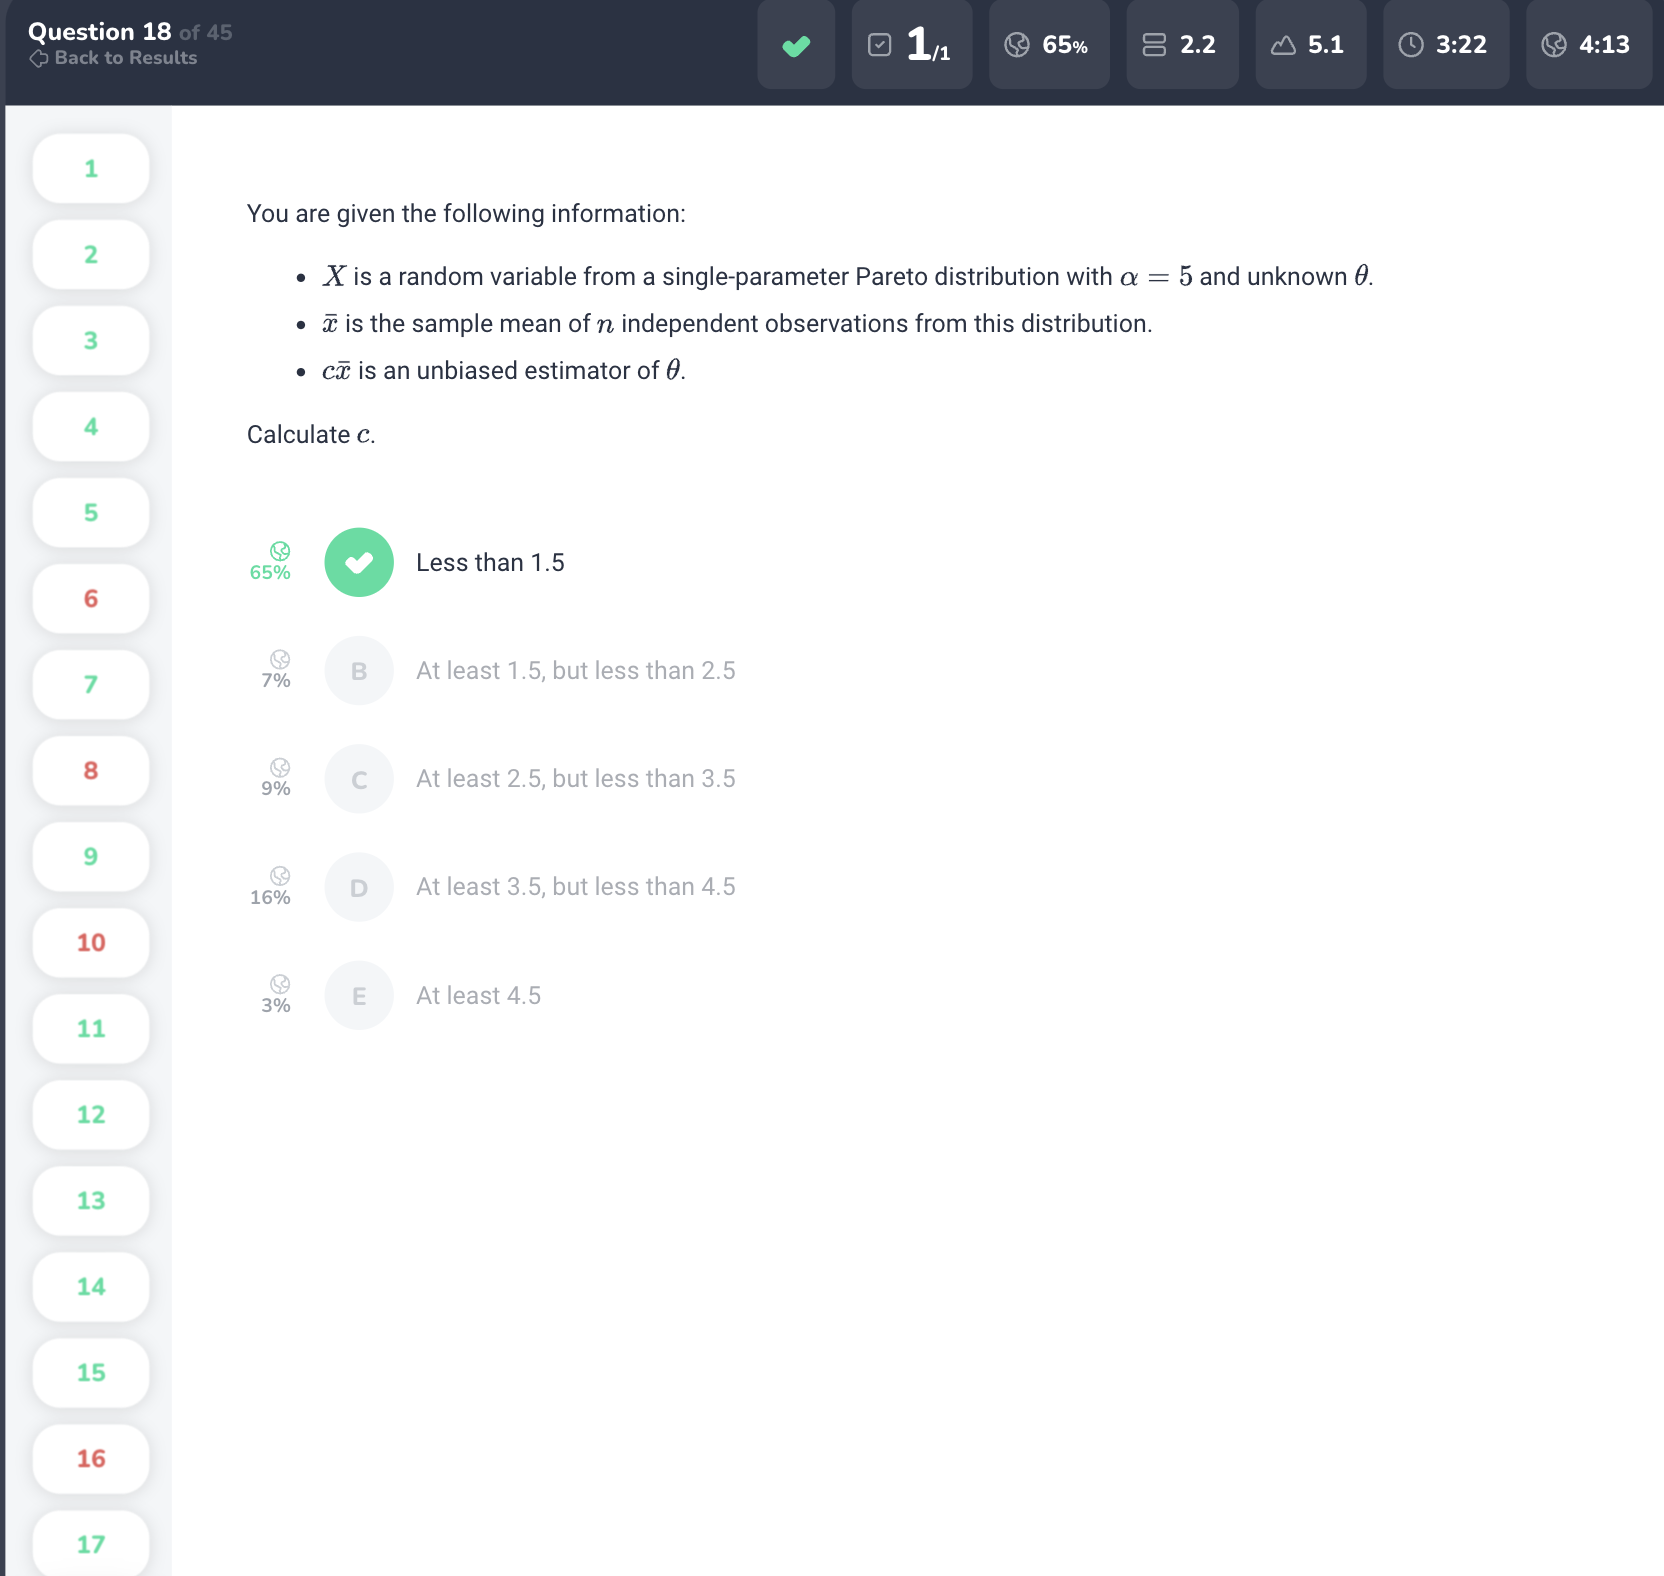 Question 18 of 45
Back to Results
1/1
65%
2.2
5.1
3:22
4:13
1
2
3
4
5
6
7
8
9
10
11
12
13
14
15
16
17
You are given the following information:
• X is a random variable from a single-parameter Pareto distribution with α = 5 and unknown θ.
• x̄ is the sample mean of n independent observations from this distribution.
• cx̄ is an unbiased estimator of θ.
Calculate c.
65% Less than 1.5
7% B At least 1.5, but less than 2.5
9% C At least 2.5, but less than 3.5
16% D At least 3.5, but less than 4.5
3% E At least 4.5